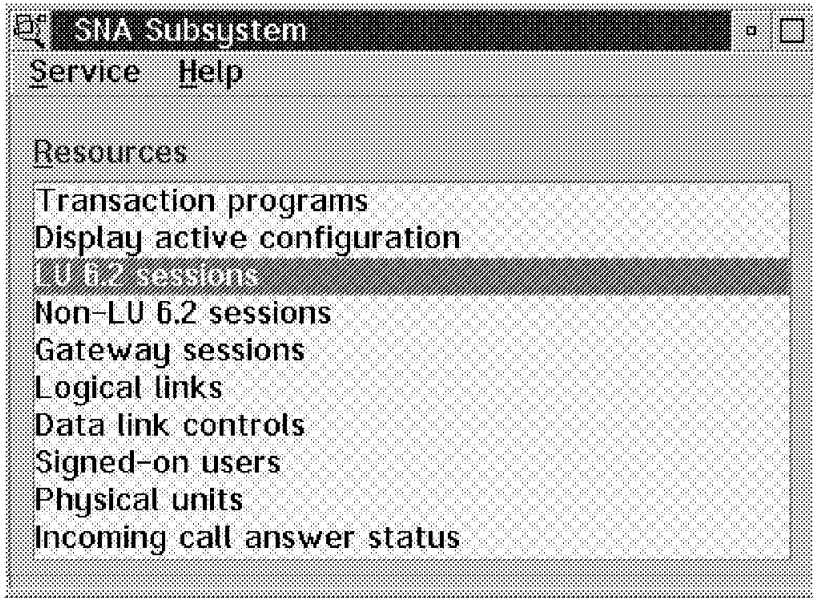 SNA Subsystem
Service Help
Resources
Transaction programs
Display active configuration
LU 6.2 sessions
Non-LU 6.2 sessions
Gateway sessions
Logical links
Data link controls
Signed-on users
Physical units
Incoming call answer status